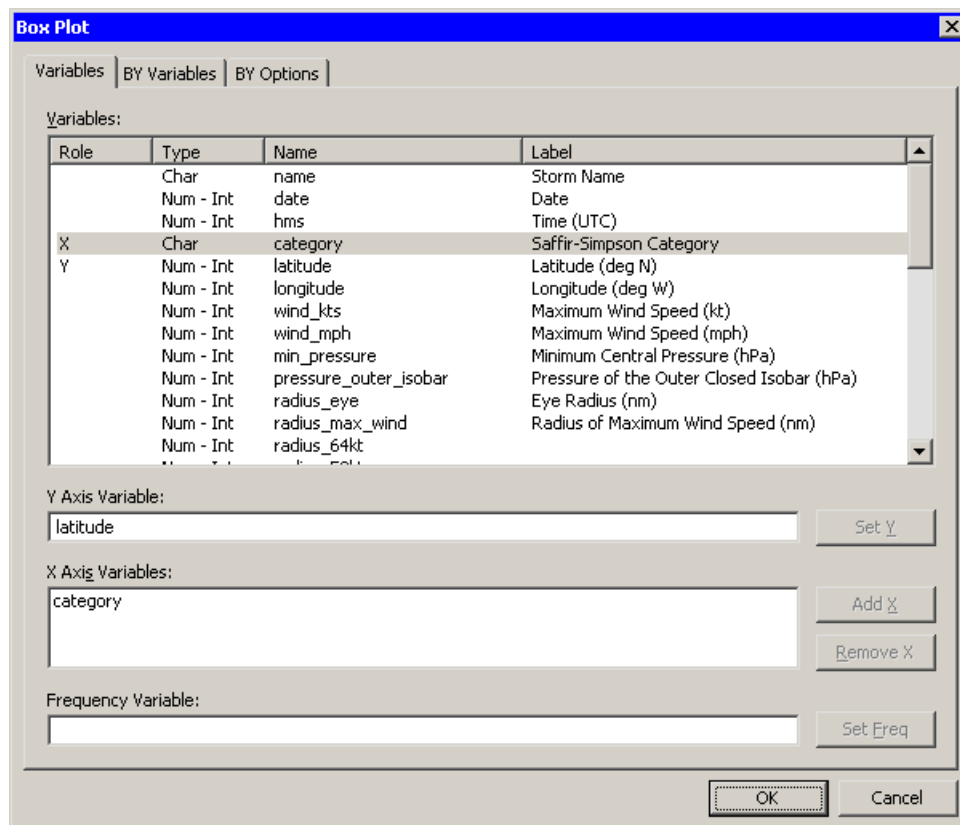 Box Plot
Variables BY Variables BY Options
Variables:
Role Type Name Label
Char name Storm Name
Num - Int date Date
Num - Int hms Time (UTC)
X Char category Saffir-Simpson Category
Y Num - Int latitude Latitude (deg N)
Num - Int longitude Longitude (deg W)
Num - Int wind_kts Maximum Wind Speed (kt)
Num - Int wind_mph Maximum Wind Speed (mph)
Num - Int min_pressure Minimum Central Pressure (hPa)
Num - Int pressure_outer_isobar Pressure of the Outer Closed Isobar (hPa)
Num - Int radius_eye Eye Radius (nm)
Num - Int radius_max_wind Radius of Maximum Wind Speed (nm)
Num - Int radius_64kt
Y Axis Variable:
latitude Set Y
X Axis Variables:
category Add X
Remove X
Frequency Variable:
Set Freq
OK Cancel